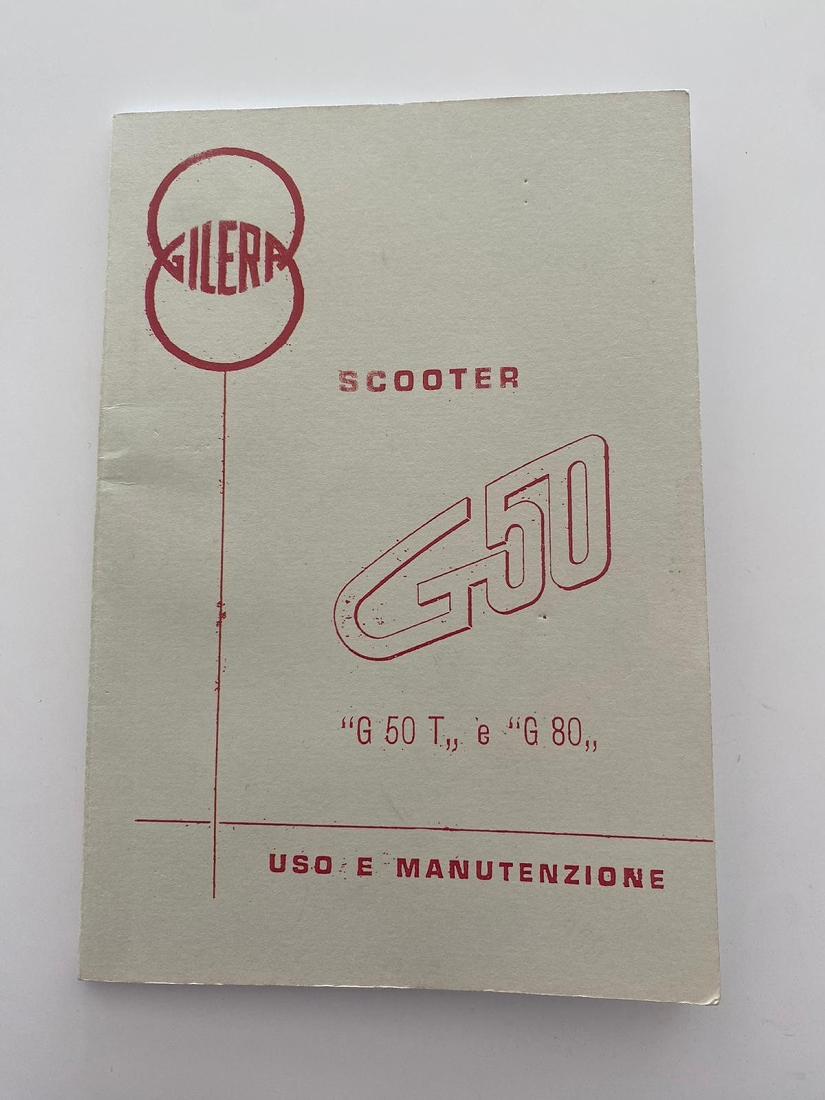 GILERA
SCOOTER
G50
“G 50 T„ e “G 80„
USO E MANUTENZIONE